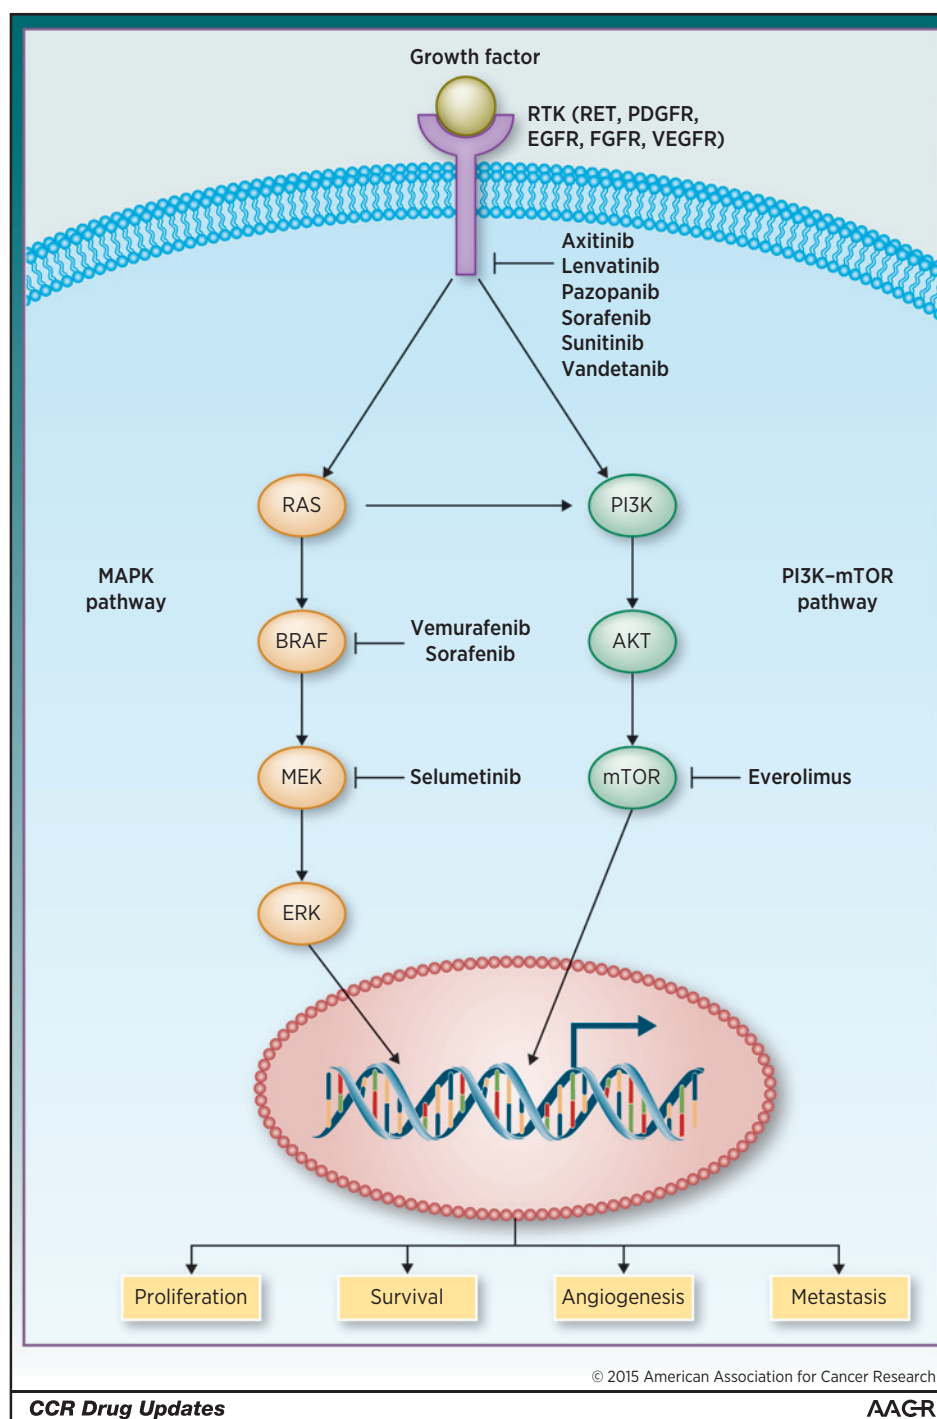 Growth factor
RTK (RET, PDGFR,
EGFR, FGFR, VEGFR)
Axitinib
Lenvatinib
Pazopanib
Sorafenib
Sunitinib
Vandetanib
RAS
PI3K
MAPK
pathway
PI3K–mTOR
pathway
BRAF
Vemurafenib
Sorafenib
AKT
MEK
Selumetinib
mTOR
Everolimus
ERK
Proliferation
Survival
Angiogenesis
Metastasis
© 2015 American Association for Cancer Research
CCR Drug Updates
AACR